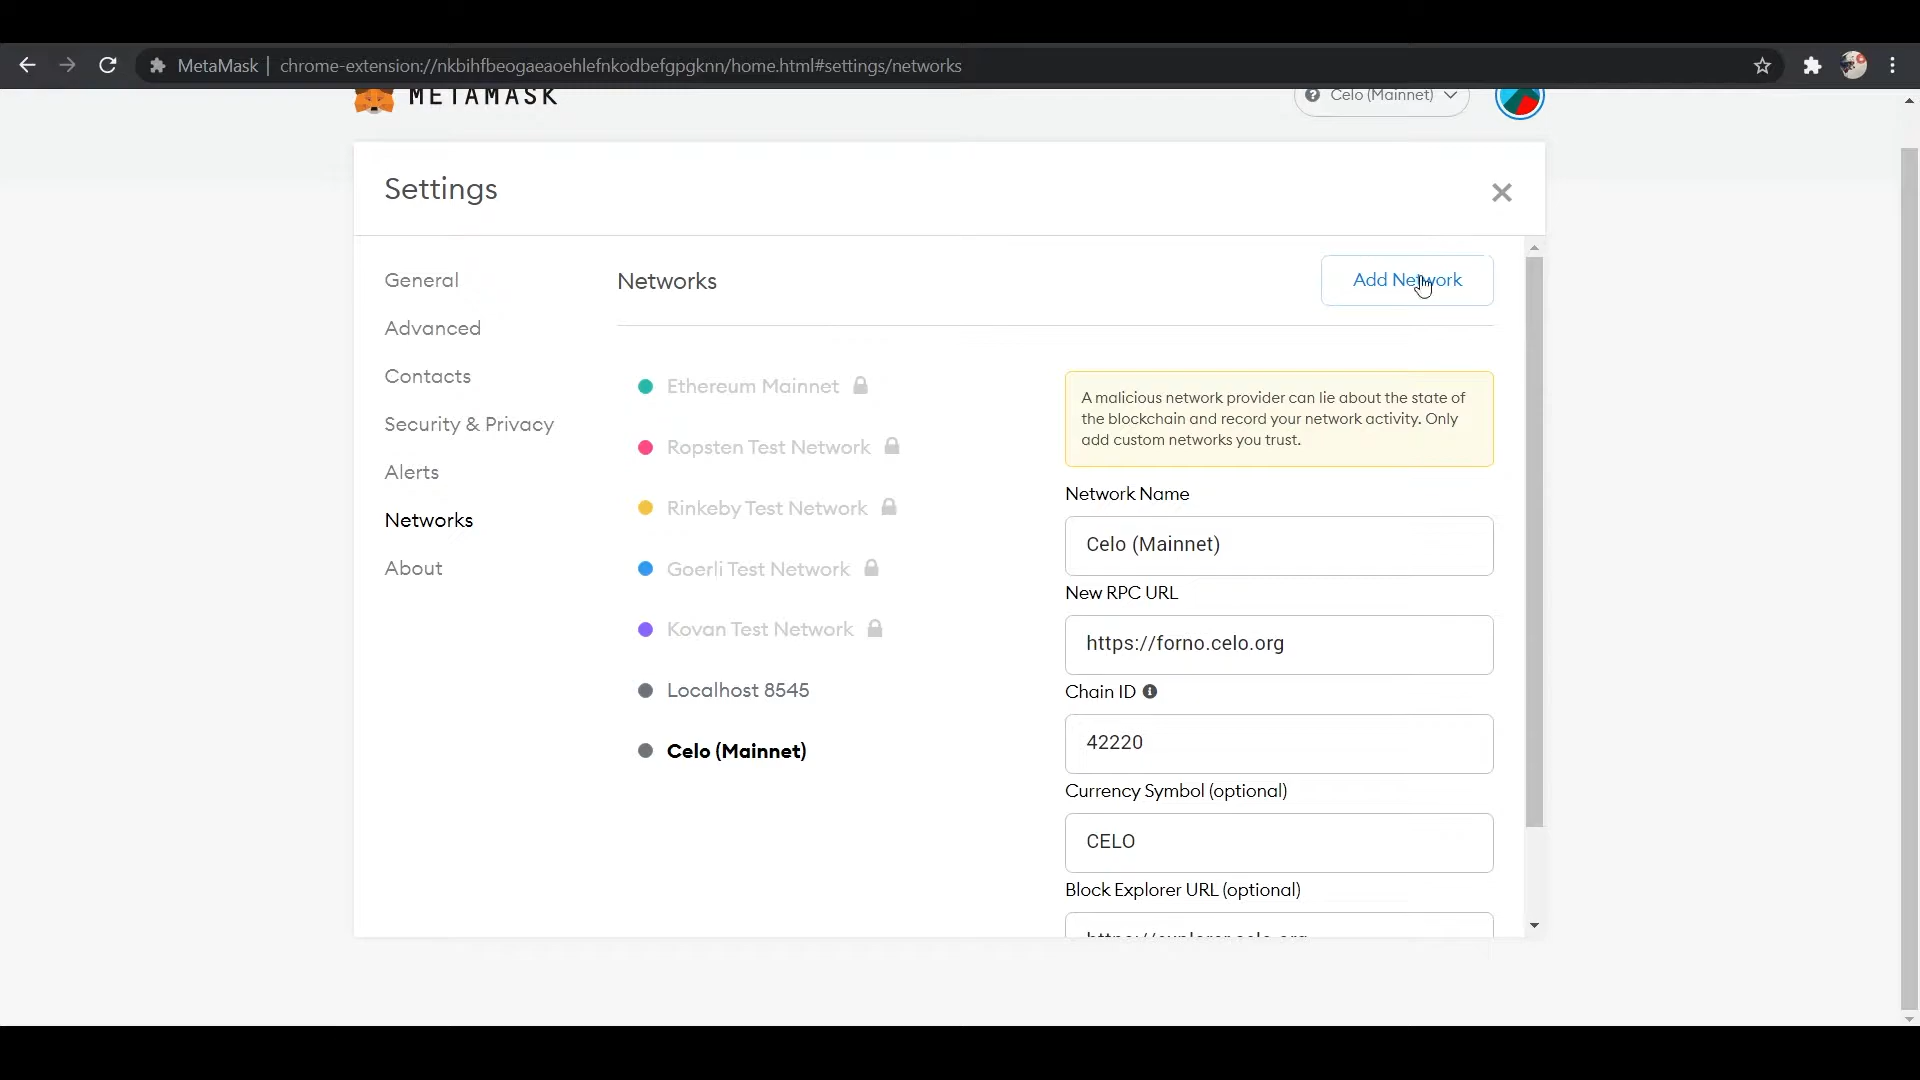 MetaMask | chrome-extension://nkbihfbeogaeaoehlefnkodbefgpgknn/home.html#settings/networks
METAMASK
Celo (Mainnet)
Settings
General
Advanced
Contacts
Security & Privacy
Alerts
Networks
About
Networks
Add Network
Ethereum Mainnet
Ropsten Test Network
Rinkeby Test Network
Goerli Test Network
Kovan Test Network
Localhost 8545
Celo (Mainnet)
A malicious network provider can lie about the state of
the blockchain and record your network activity. Only
add custom networks you trust.
Network Name
Celo (Mainnet)
New RPC URL
https://forno.celo.org
Chain ID
42220
Currency Symbol (optional)
CELO
Block Explorer URL (optional)
https://explorer.celo.org